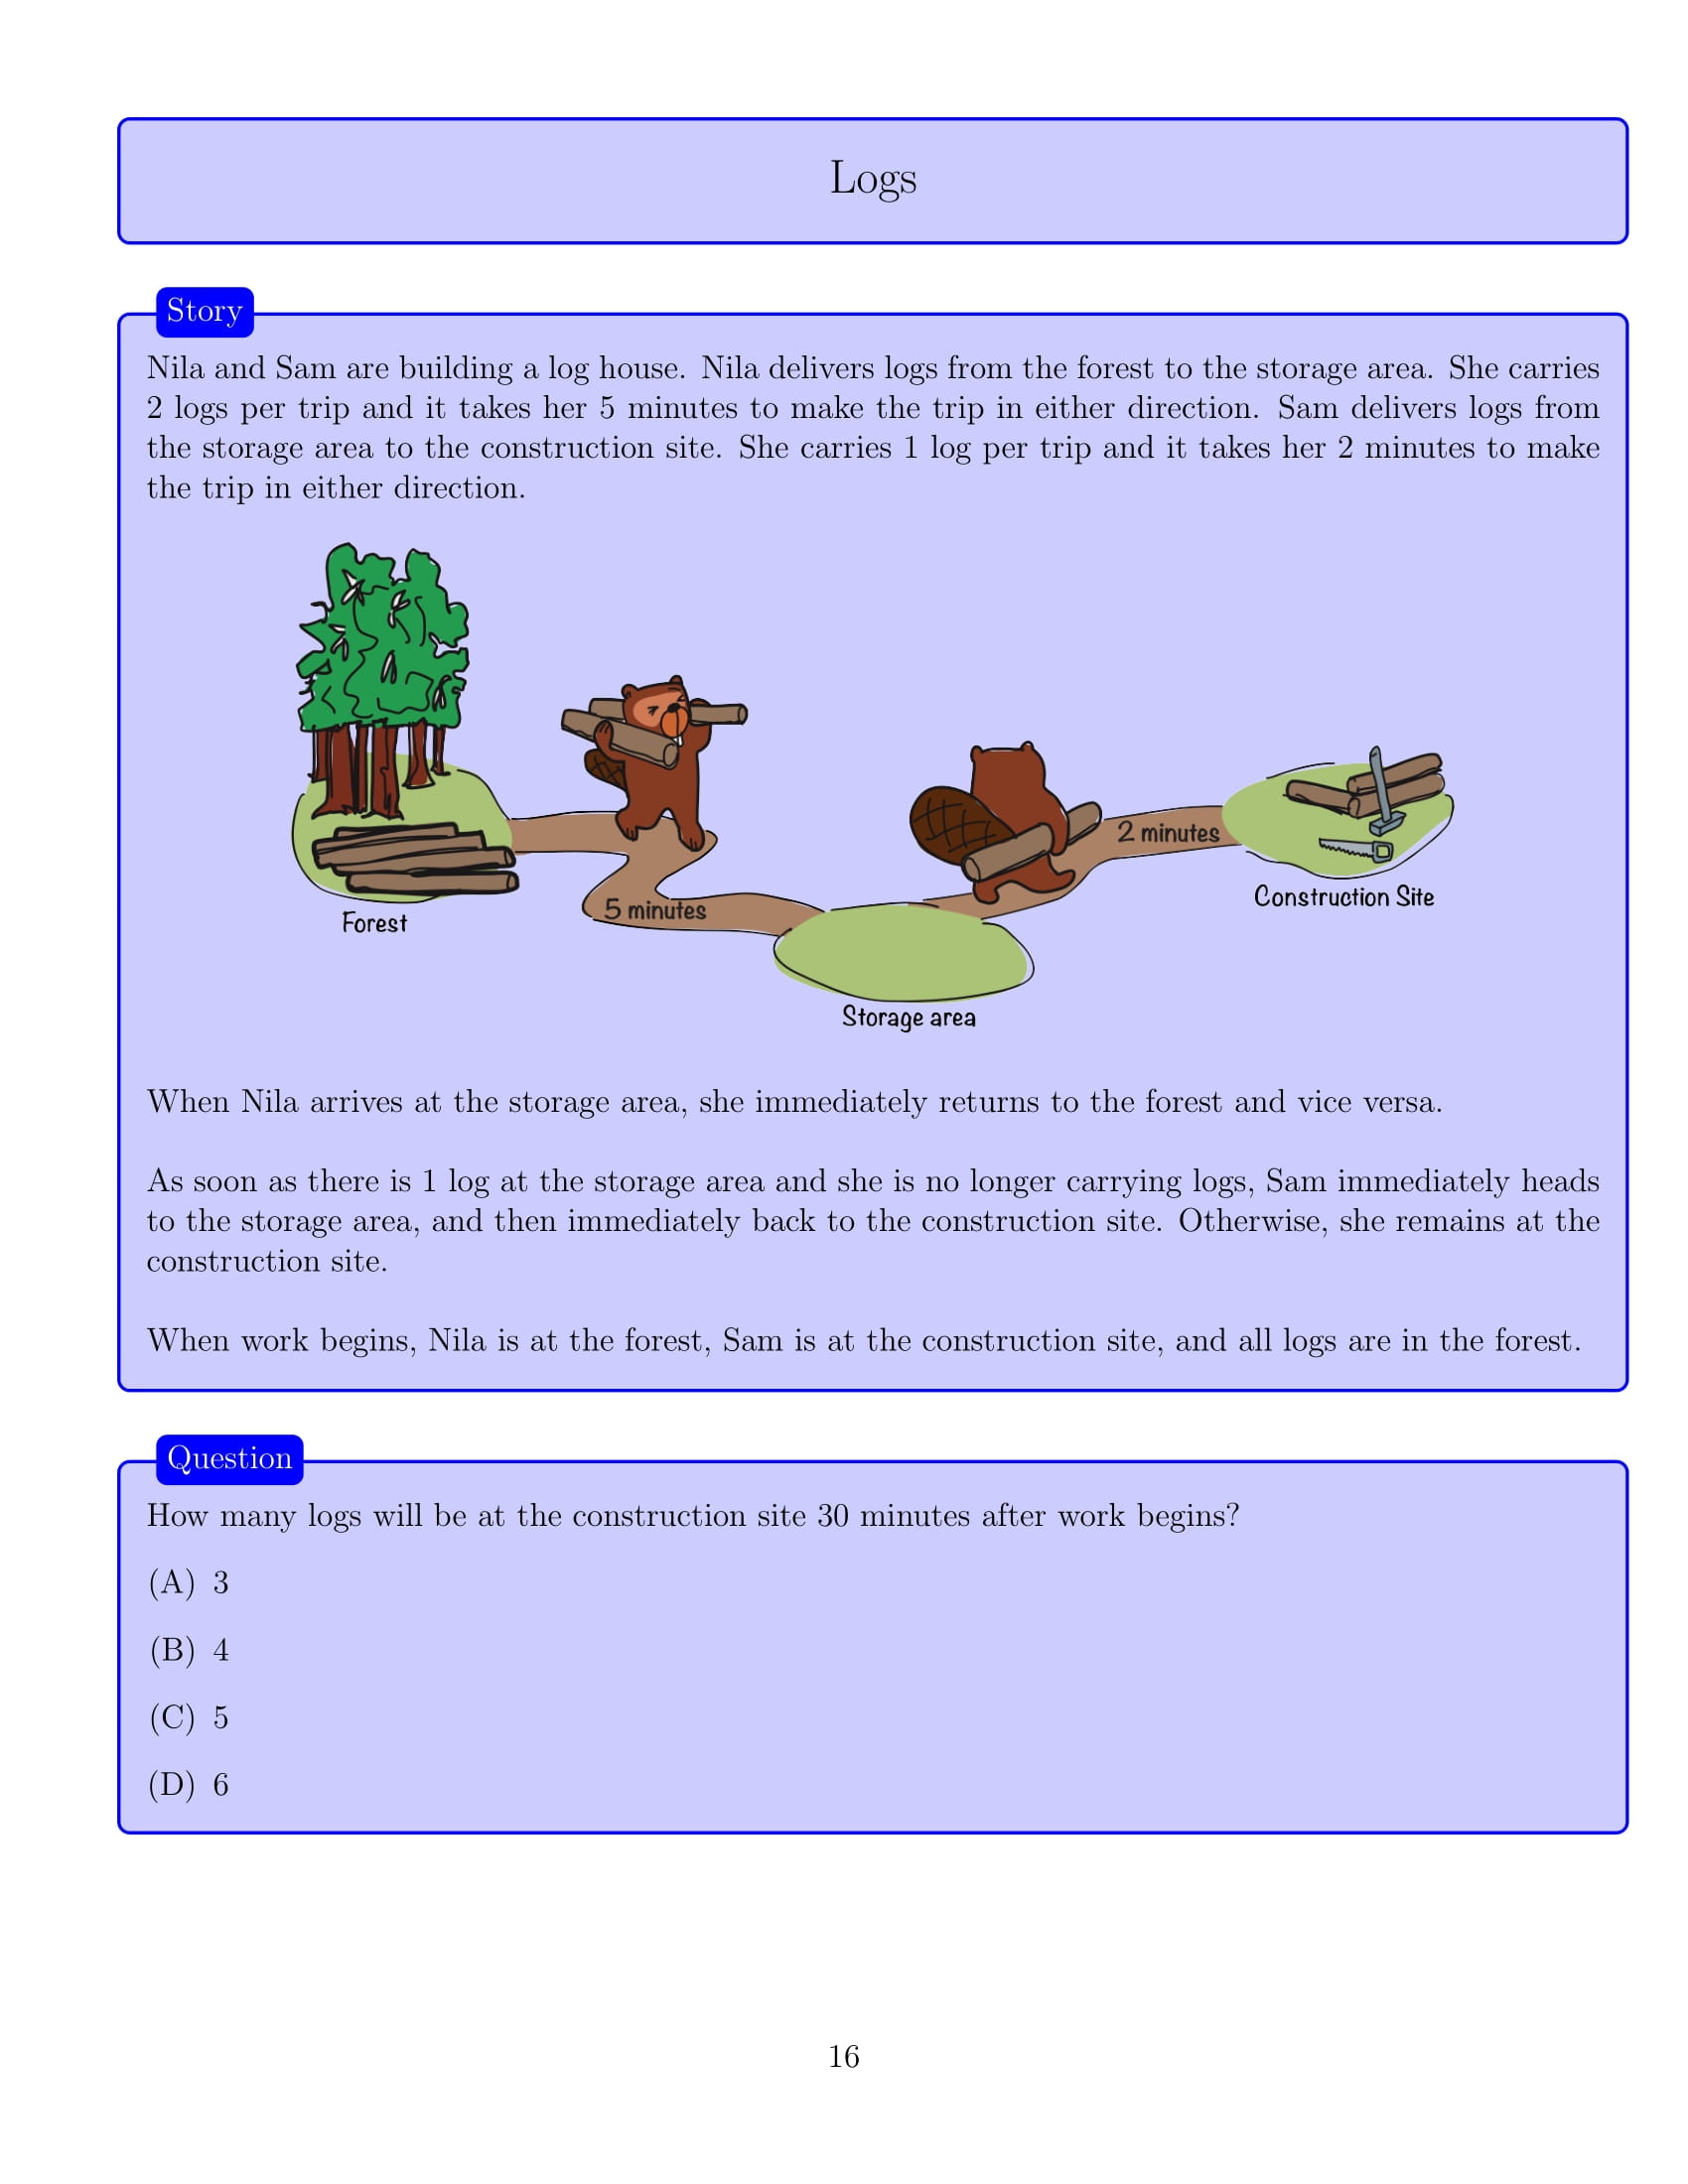 Logs
Story
Nila and Sam are building a log house. Nila delivers logs from the forest to the storage area. She carries
2 logs per trip and it takes her 5 minutes to make the trip in either direction. Sam delivers logs from
the storage area to the construction site. She carries 1 log per trip and it takes her 2 minutes to make
the trip in either direction.
2 minutes
Construction Site
5 minutes
Forest
Storage area
When Nila arrives at the storage area, she immediately returns to the forest and vice versa.
As soon as there is 1 log at the storage area and she is no longer carrying logs, Sam immediately heads
to the storage area, and then immediately back to the construction site. Otherwise, she remains at the
construction site.
When work begins, Nila is at the forest, Sam is at the construction site, and all logs are in the forest.
Question
How many logs will be at the construction site 30 minutes after work begins?
(A) 3
(B) 4
(C) 5
(D) 6
16